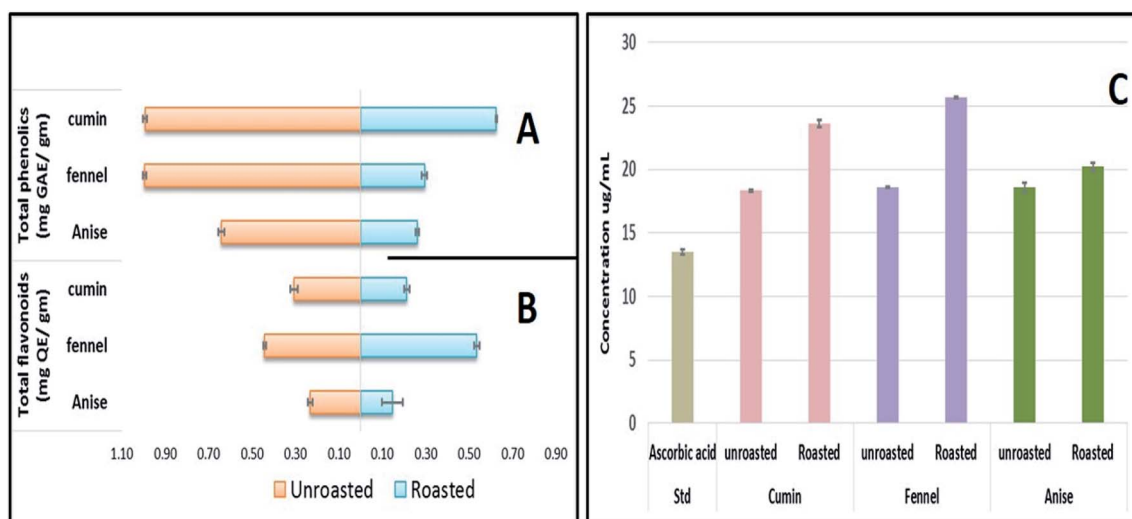 Total phenolics
(mg GAE/ gm)
cumin
fennel
Anise
A
Total flavonoids
(mg QE/ gm)
cumin
fennel
Anise
B
1.10 0.90 0.70 0.50 0.30 0.10 0.10 0.30 0.50 0.70 0.90
Unroasted Roasted
C
Concentration ug/mL
30
25
20
15
10
5
0
Ascorbic acid unroasted Roasted unroasted Roasted unroasted Roasted
Std Cumin Fennel Anise